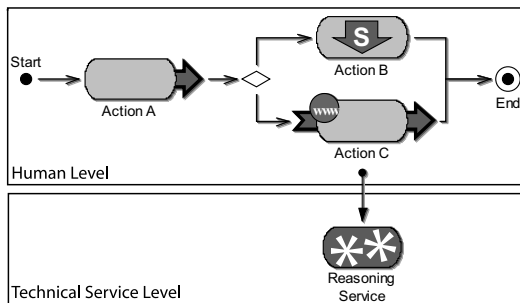 Start
Action A
S
Action B
Action C
End
Human Level
Reasoning
Service
Technical Service Level